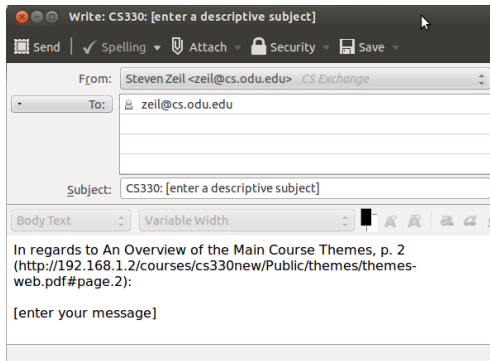 Write: CS330: [enter a descriptive subject]
Send Spelling Attach Security Save
From: Steven Zeil <zeil@cs.odu.edu> CS Exchange
To: zeil@cs.odu.edu
Subject: CS330: [enter a descriptive subject]
Body Text Variable Width A A a a
In regards to An Overview of the Main Course Themes, p. 2
(http://192.168.1.2/courses/cs330new/Public/themes/themes-
web.pdf#page.2):
[enter your message]